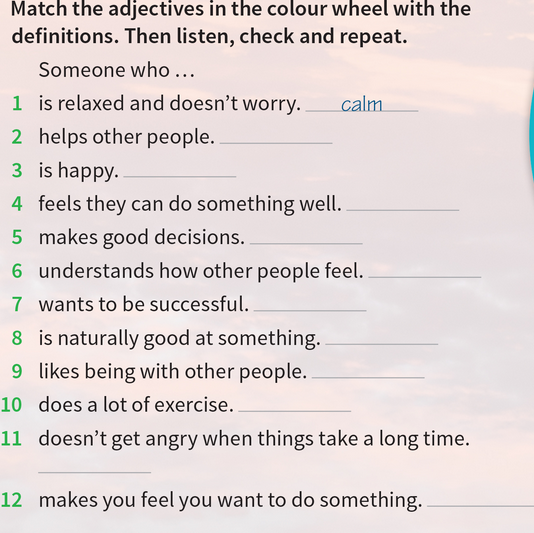 Match the adjectives in the colour wheel with the
definitions. Then listen, check and repeat.
Someone who …
1 is relaxed and doesn't worry. calm
2 helps other people.
3 is happy.
4 feels they can do something well.
5 makes good decisions.
6 understands how other people feel.
7 wants to be successful.
8 is naturally good at something.
9 likes being with other people.
10 does a lot of exercise.
11 doesn't get angry when things take a long time.
12 makes you feel you want to do something.